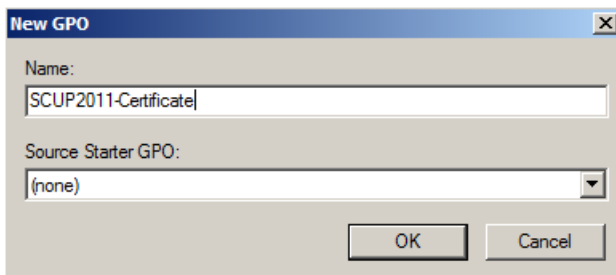 New GPO
Name:
SCUP2011-Certificate
Source Starter GPO:
(none)
OK Cancel